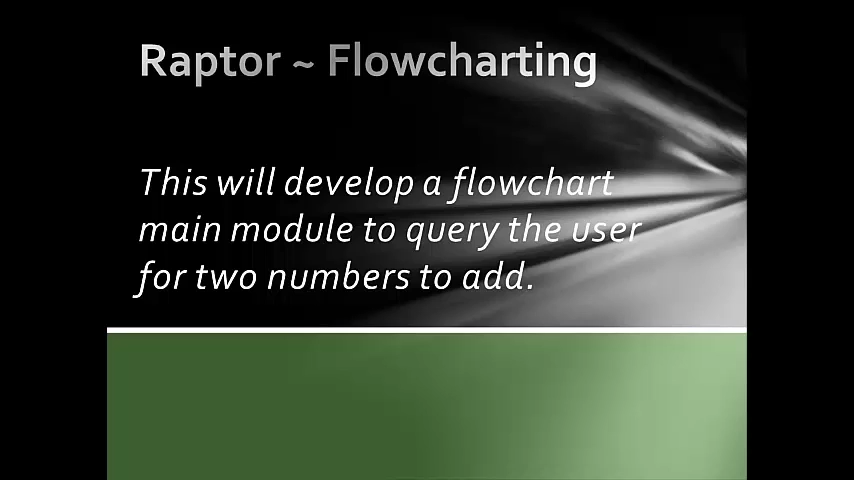 Raptor ~ Flowcharting
This will develop a flowchart
main module to query the user
for two numbers to add.